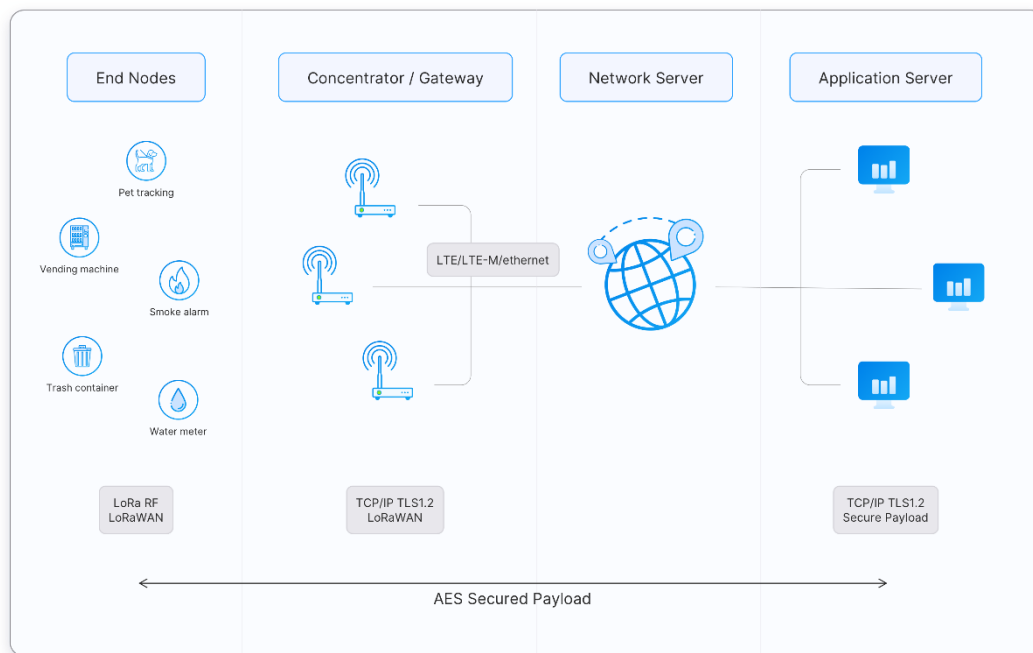 End Nodes
Concentrator / Gateway
Network Server
Application Server
Pet tracking
Vending machine
Smoke alarm
Trash container
Water meter
LTE/LTE-M/ethernet
LoRa RF
LoRaWAN
TCP/IP TLS1.2
LoRaWAN
TCP/IP TLS1.2
Secure Payload
AES Secured Payload